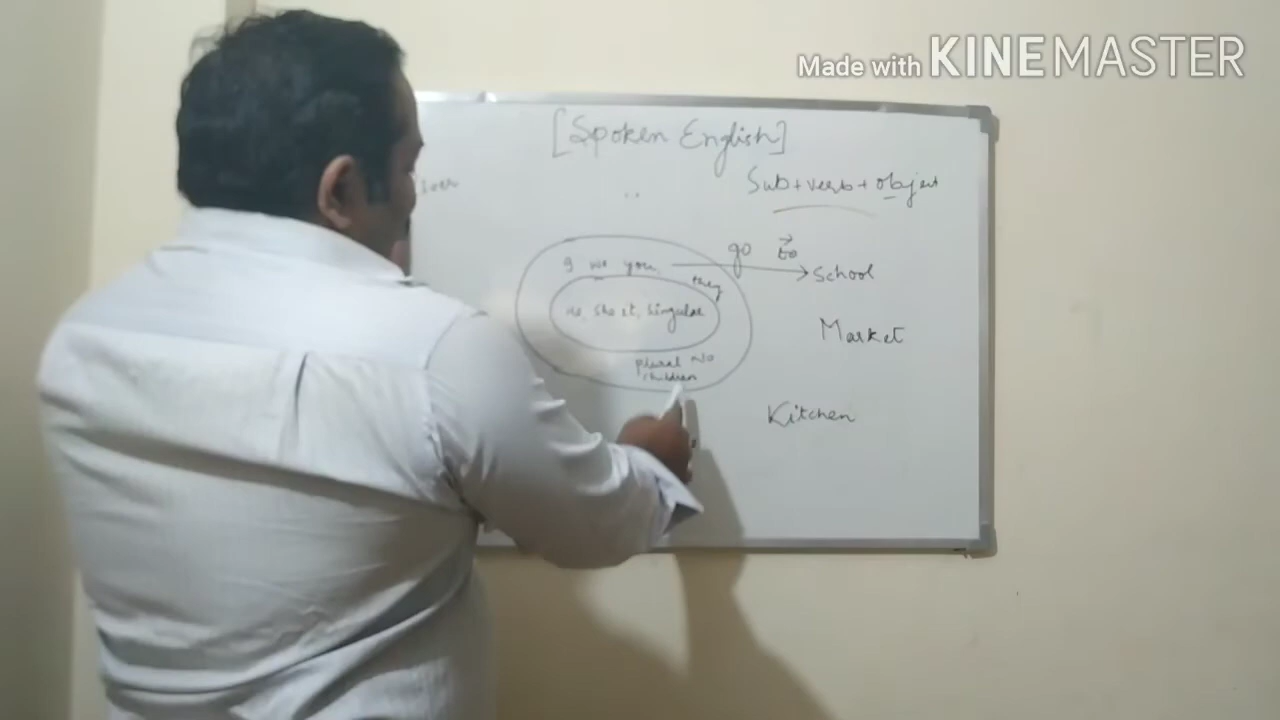 Made with KINEMASTER
[Spoken English]
Sub + verb + object
go to
I we you
School
they
he, she it, Singular
Market
plural No
children
Kitchen